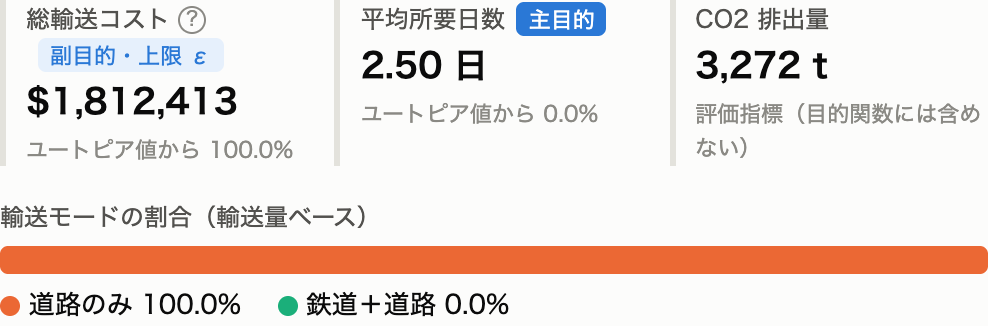 総輸送コスト ?
副目的・上限 ε
$1,812,413
ユートピア値から 100.0%
平均所要日数 主目的
2.50 日
ユートピア値から 0.0%
CO2 排出量
3,272 t
評価指標（目的関数には含め
ない）
輸送モードの割合（輸送量ベース）
道路のみ 100.0% 鉄道＋道路 0.0%